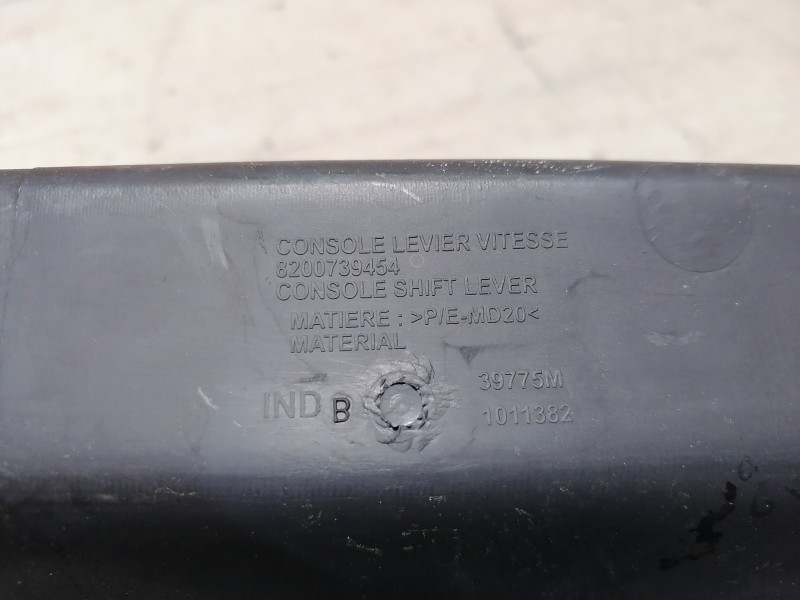 CONSOLE LEVIER VITESSE
8200739454
CONSOLE SHIFT LEVER
MATIERE : >P/E-MD20<
MATERIAL
39775M
IND B
1011382